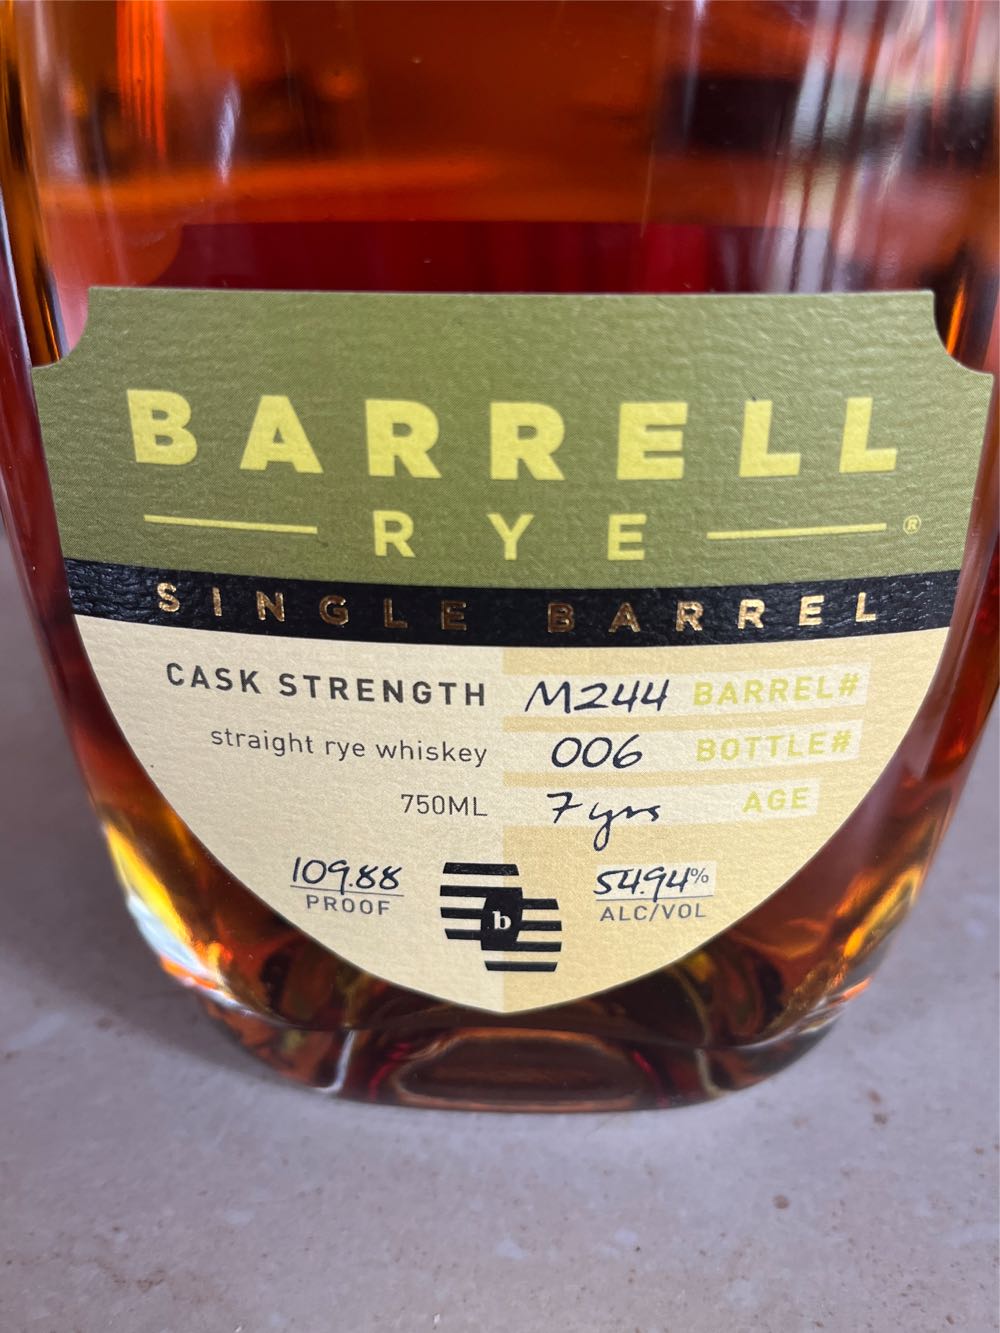 BARRELL
RYE ®
SINGLE BARREL
CASK STRENGTH M244 BARREL#
straight rye whiskey 006 BOTTLE#
750ML 7 yrs AGE
109.88 54.94%
PROOF b ALC/VOL